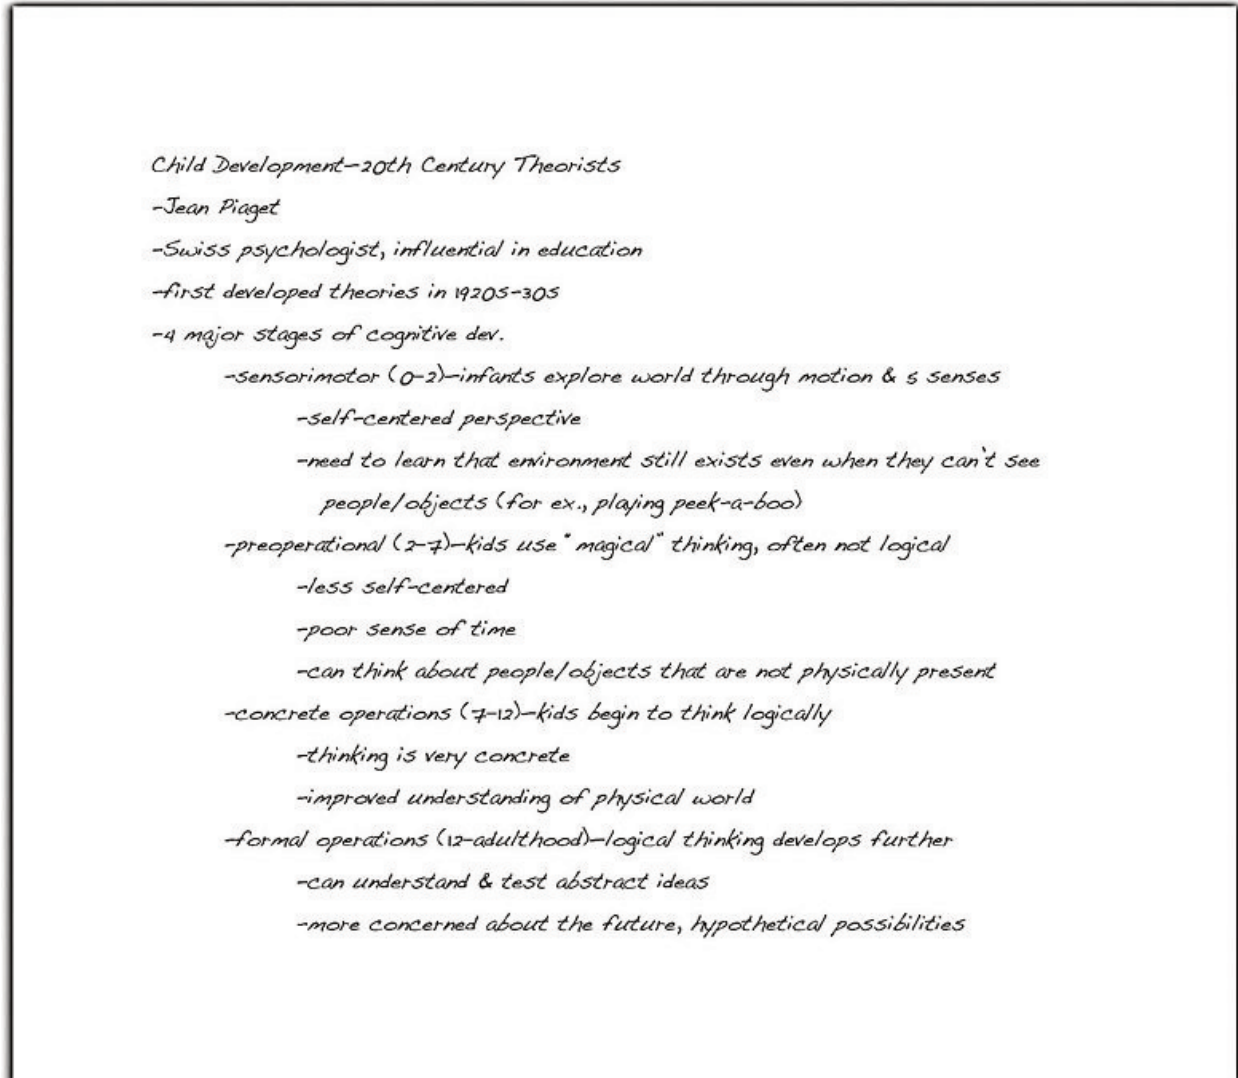 Child Development—20th Century Theorists
-Jean Piaget
-Swiss psychologist, influential in education
-first developed theories in 1920s-30s
-4 major stages of cognitive dev.
-sensorimotor (0-2)—infants explore world through motion & 5 senses
-self-centered perspective
-need to learn that environment still exists even when they can't see
people/objects (for ex., playing peek-a-boo)
-preoperational (2-7)—kids use "magical" thinking, often not logical
-less self-centered
-poor sense of time
-can think about people/objects that are not physically present
-concrete operations (7-12)—kids begin to think logically
-thinking is very concrete
-improved understanding of physical world
-formal operations (12-adulthood)—logical thinking develops further
-can understand & test abstract ideas
-more concerned about the future, hypothetical possibilities